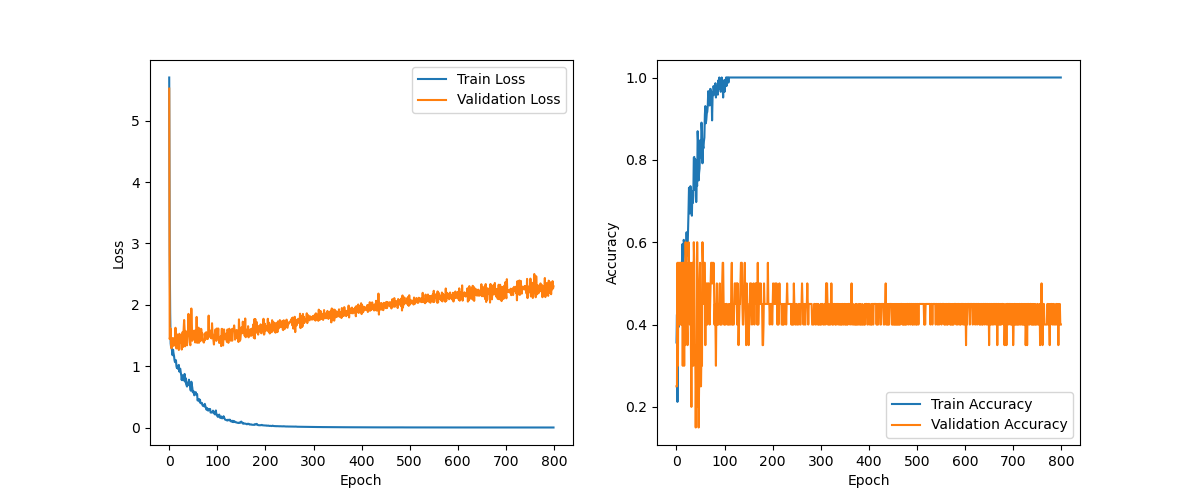 Train Loss
Validation Loss
5
4
3
2
1
0
Loss
0 100 200 300 400 500 600 700 800
Epoch
1.0
0.8
0.6
0.4
0.2
Accuracy
Train Accuracy
Validation Accuracy
0 100 200 300 400 500 600 700 800
Epoch